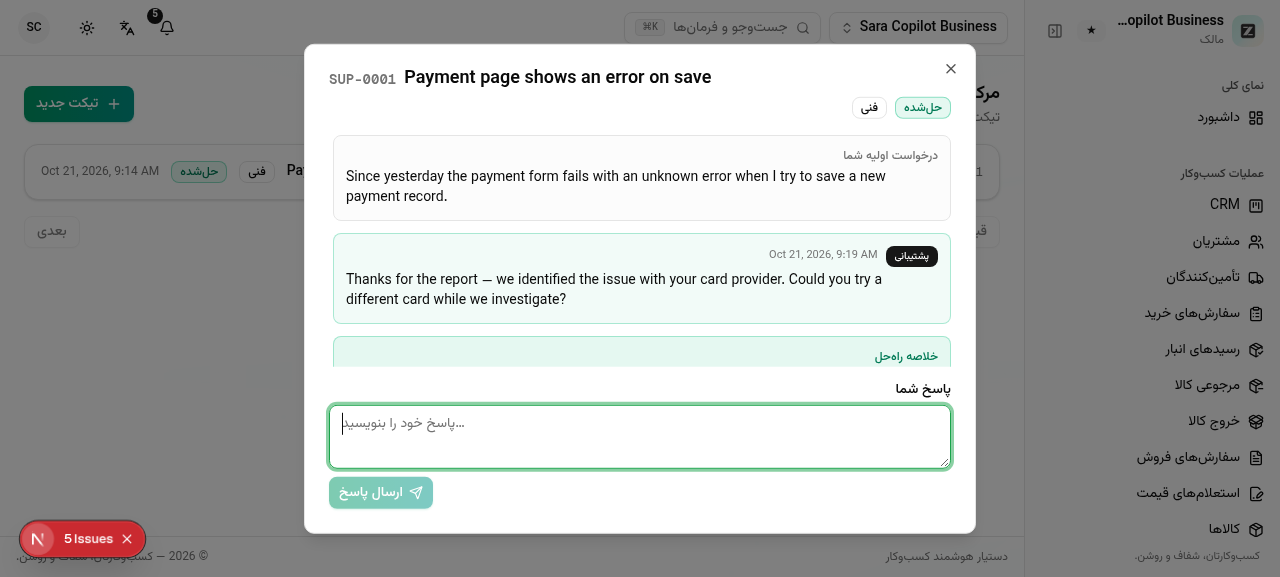 SC
5
⌘K
جست‌وجو و فرمان‌ها
Sara Copilot Business
…opilot Business
مالک
نمای کلی
داشبورد
عملیات کسب‌وکار
CRM
مشتریان
تأمین‌کنندگان
سفارش‌های خرید
رسیدهای انبار
مرجوعی کالا
خروج کالا
سفارش‌های فروش
استعلام‌های قیمت
کالاها
کسب‌وکارتان، شفاف و روشن.
تیکت جدید
Oct 21, 2026, 9:14 AM
حل‌شده
فنی
بعدی
SUP-0001 Payment page shows an error on save
حل‌شده
فنی
درخواست اولیه شما
Since yesterday the payment form fails with an unknown error when I try to save a new
payment record.
پشتیبانی
Oct 21, 2026, 9:19 AM
Thanks for the report — we identified the issue with your card provider. Could you try a
different card while we investigate?
خلاصه راه‌حل
پاسخ شما
پاسخ خود را بنویسید…
ارسال پاسخ
N 5 Issues
دستیار هوشمند کسب‌وکار
© 2026 — کسب‌وکارتان، شفاف و روشن.